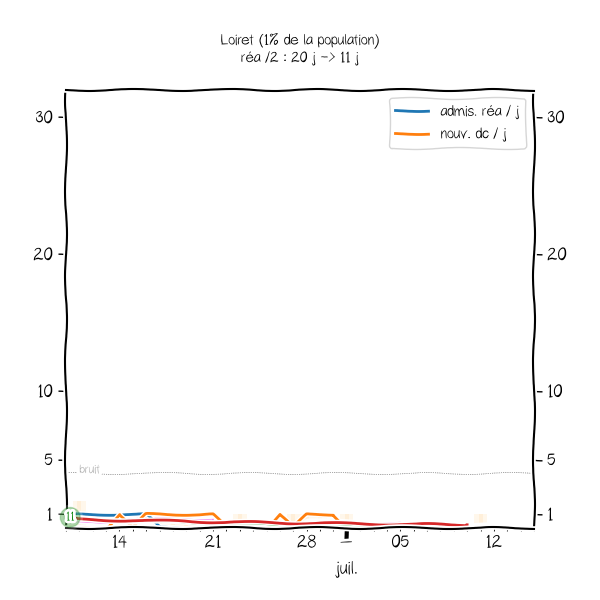 Loiret (1% de la population)
réa /2 : 20 j -> 11 j
admis. réa / j
nouv. dc / j
30
30
20
20
10
10
5
5
bruit
1
11
1
14
21
28
1
05
12
juil.